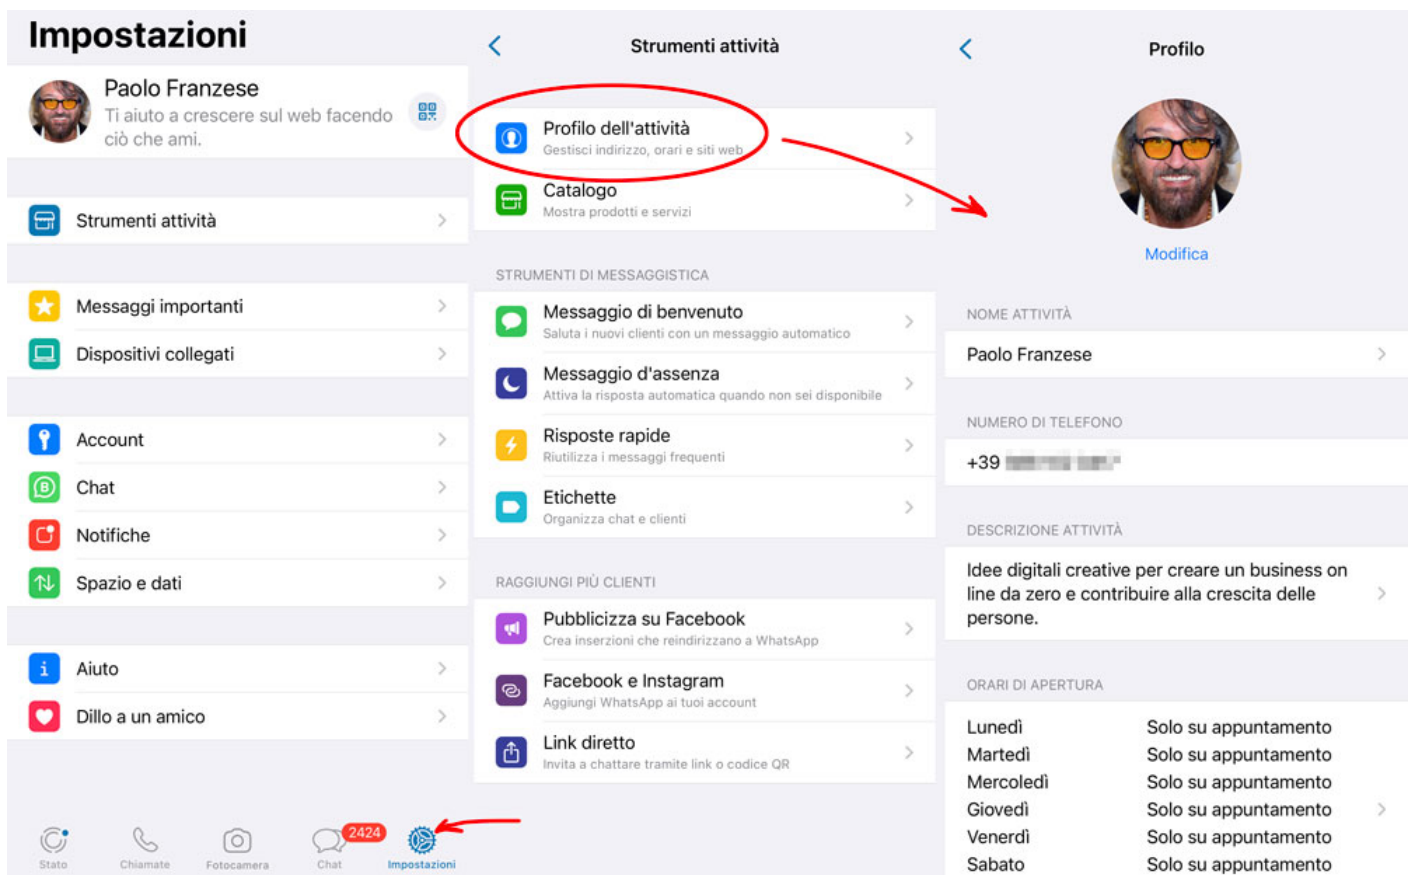 Impostazioni
Paolo Franzese
Ti aiuto a crescere sul web facendo
ciò che ami.
Strumenti attività
Messaggi importanti
Dispositivi collegati
Account
Chat
Notifiche
Spazio e dati
Aiuto
Dillo a un amico
Stato
Chiamate
Fotocamera
2424
Chat
Impostazioni
Strumenti attività
Profilo dell'attività
Gestisci indirizzo, orari e siti web
Catalogo
Mostra prodotti e servizi
STRUMENTI DI MESSAGGISTICA
Messaggio di benvenuto
Saluta i nuovi clienti con un messaggio automatico
Messaggio d'assenza
Attiva la risposta automatica quando non sei disponibile
Risposte rapide
Riutilizza i messaggi frequenti
Etichette
Organizza chat e clienti
RAGGIUNGI PIÙ CLIENTI
Pubblicizza su Facebook
Crea inserzioni che reindirizzano a WhatsApp
Facebook e Instagram
Aggiungi WhatsApp ai tuoi account
Link diretto
Invita a chattare tramite link o codice QR
Profilo
Modifica
NOME ATTIVITÀ
Paolo Franzese
NUMERO DI TELEFONO
+39
DESCRIZIONE ATTIVITÀ
Idee digitali creative per creare un business on
line da zero e contribuire alla crescita delle
persone.
ORARI DI APERTURA
Lunedì Solo su appuntamento
Martedì Solo su appuntamento
Mercoledì Solo su appuntamento
Giovedì Solo su appuntamento
Venerdì Solo su appuntamento
Sabato Solo su appuntamento